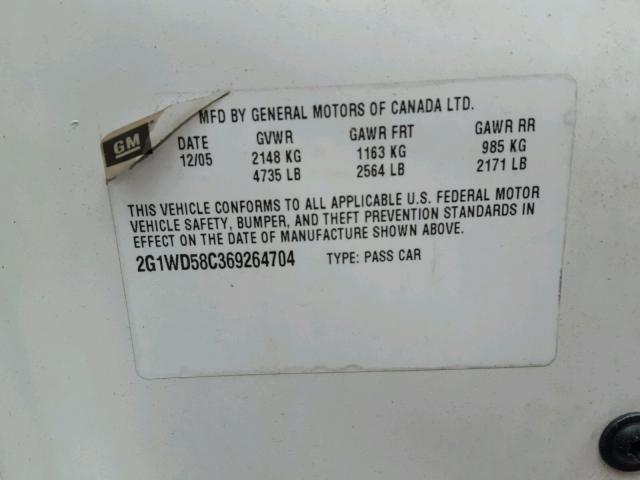 GM
MFD BY GENERAL MOTORS OF CANADA LTD.
DATE GVWR GAWR FRT GAWR RR
12/05 2148 KG 1163 KG 985 KG
4735 LB 2564 LB 2171 LB
THIS VEHICLE CONFORMS TO ALL APPLICABLE U.S. FEDERAL MOTOR
VEHICLE SAFETY, BUMPER, AND THEFT PREVENTION STANDARDS IN
EFFECT ON THE DATE OF MANUFACTURE SHOWN ABOVE.
2G1WD58C369264704 TYPE: PASS CAR